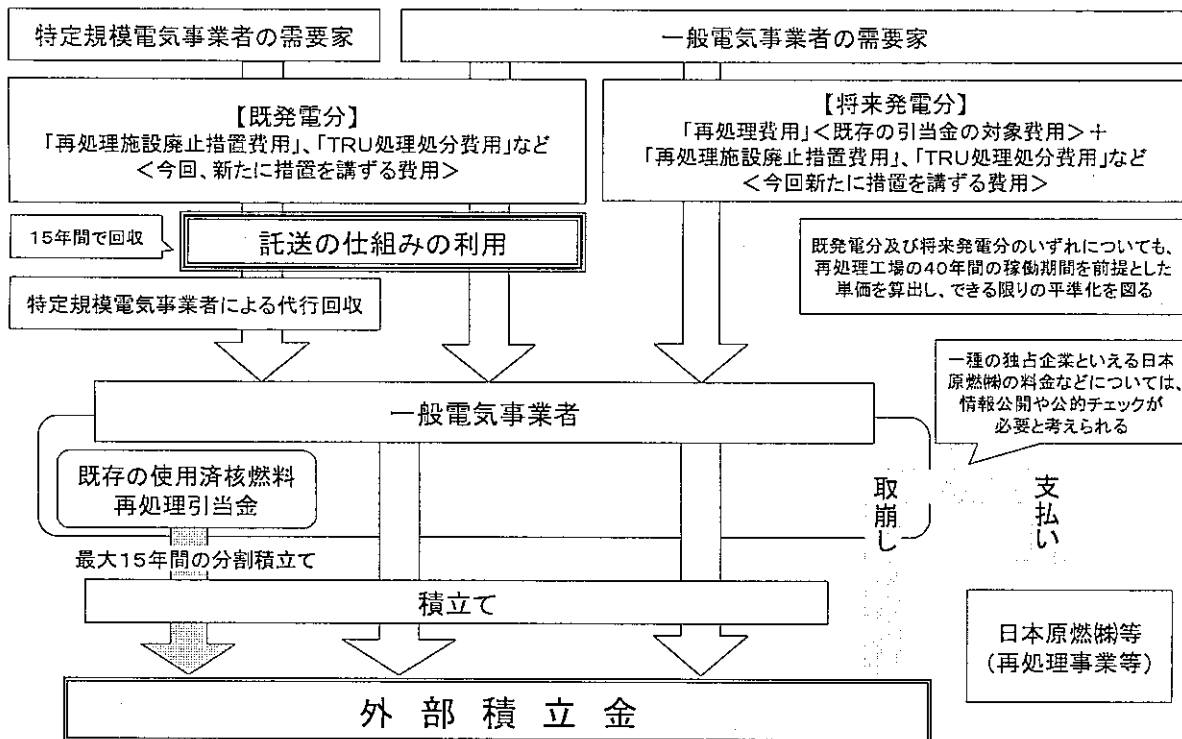 特定規模電気事業者の需要家
一般電気事業者の需要家
【既発電分】
「再処理施設廃止措置費用」、「TRU処理処分費用」など
＜今回、新たに措置を講ずる費用＞
【将来発電分】
「再処理費用」＜既存の引当金の対象費用＞＋
「再処理施設廃止措置費用」、「TRU処理処分費用」など
＜今回新たに措置を講ずる費用＞
15年間で回収
託送の仕組みの利用
特定規模電気事業者による代行回収
既発電分及び将来発電分のいずれについても、
再処理工場の40年間の稼働期間を前提とした
単価を算出し、できる限りの平準化を図る
一般電気事業者
一種の独占企業といえる日本
原燃㈱の料金などについては、
情報公開や公的チェックが
必要と考えられる
既存の使用済核燃料
再処理引当金
取崩し
支払い
最大15年間の分割積立て
積立て
日本原燃㈱等
(再処理事業等)
外部積立金